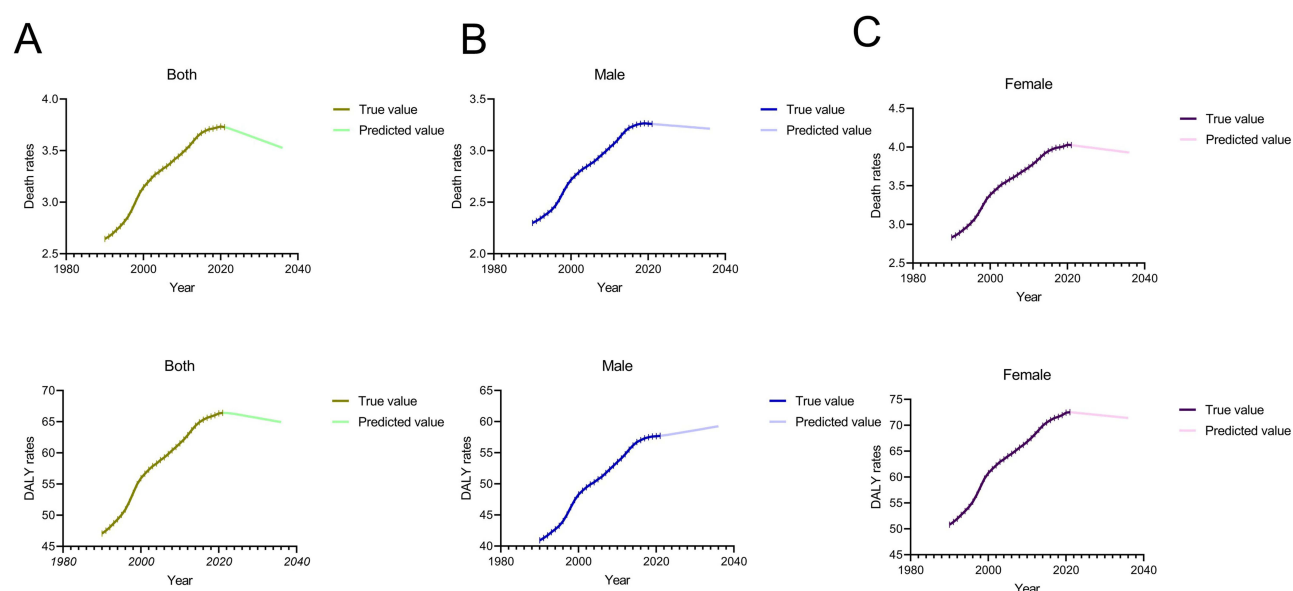 A
B
C
Both
4.0
3.5
3.0
2.5
Death rates
1980
2000
2020
2040
Year
True value
Predicted value
Male
3.5
3.0
2.5
2.0
Death rates
1980
2000
2020
2040
Year
True value
Predicted value
Female
4.5
4.0
3.5
3.0
2.5
Death rates
1980
2000
2020
2040
Year
True value
Predicted value
Both
70
65
60
55
50
45
DALY rates
1980
2000
2020
2040
Year
True value
Predicted value
Male
65
60
55
50
45
40
DALY rates
1980
2000
2020
2040
Year
True value
Predicted value
Female
75
70
65
60
55
50
45
DALY rates
1980
2000
2020
2040
Year
True value
Predicted value